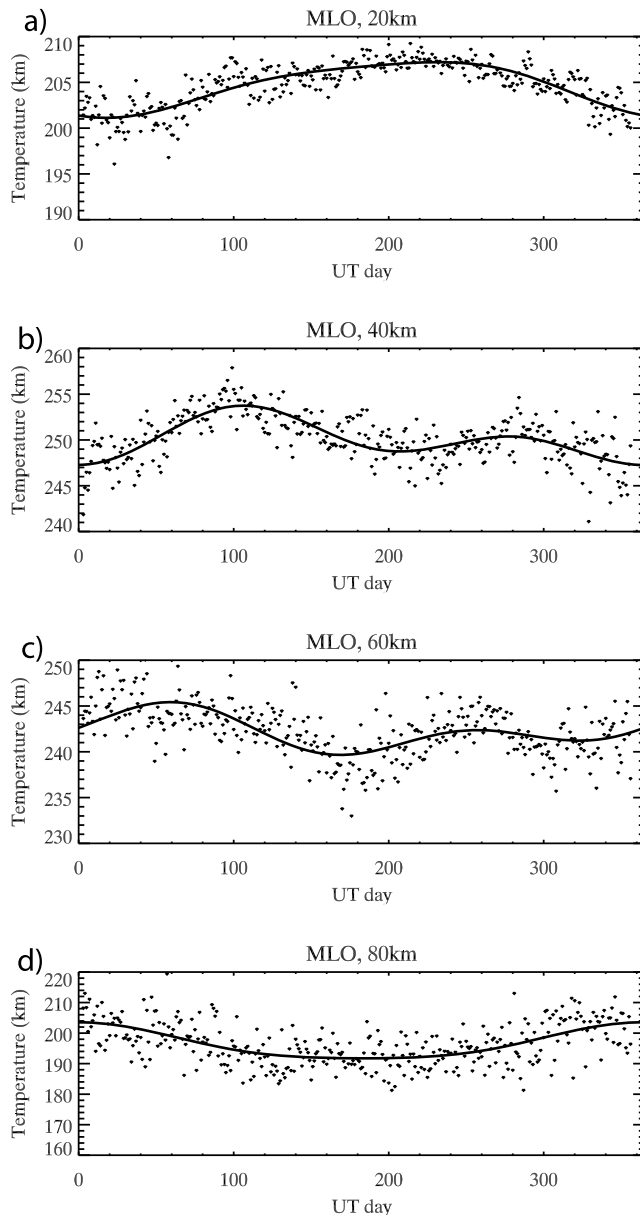 a)
MLO, 20km
Temperature (km)
210
205
200
195
190
0 100 200 300
UT day
b)
MLO, 40km
Temperature (km)
260
255
250
245
240
0 100 200 300
UT day
c)
MLO, 60km
Temperature (km)
250
245
240
235
230
0 100 200 300
UT day
d)
MLO, 80km
Temperature (km)
220
210
200
190
180
170
160
0 100 200 300
UT day